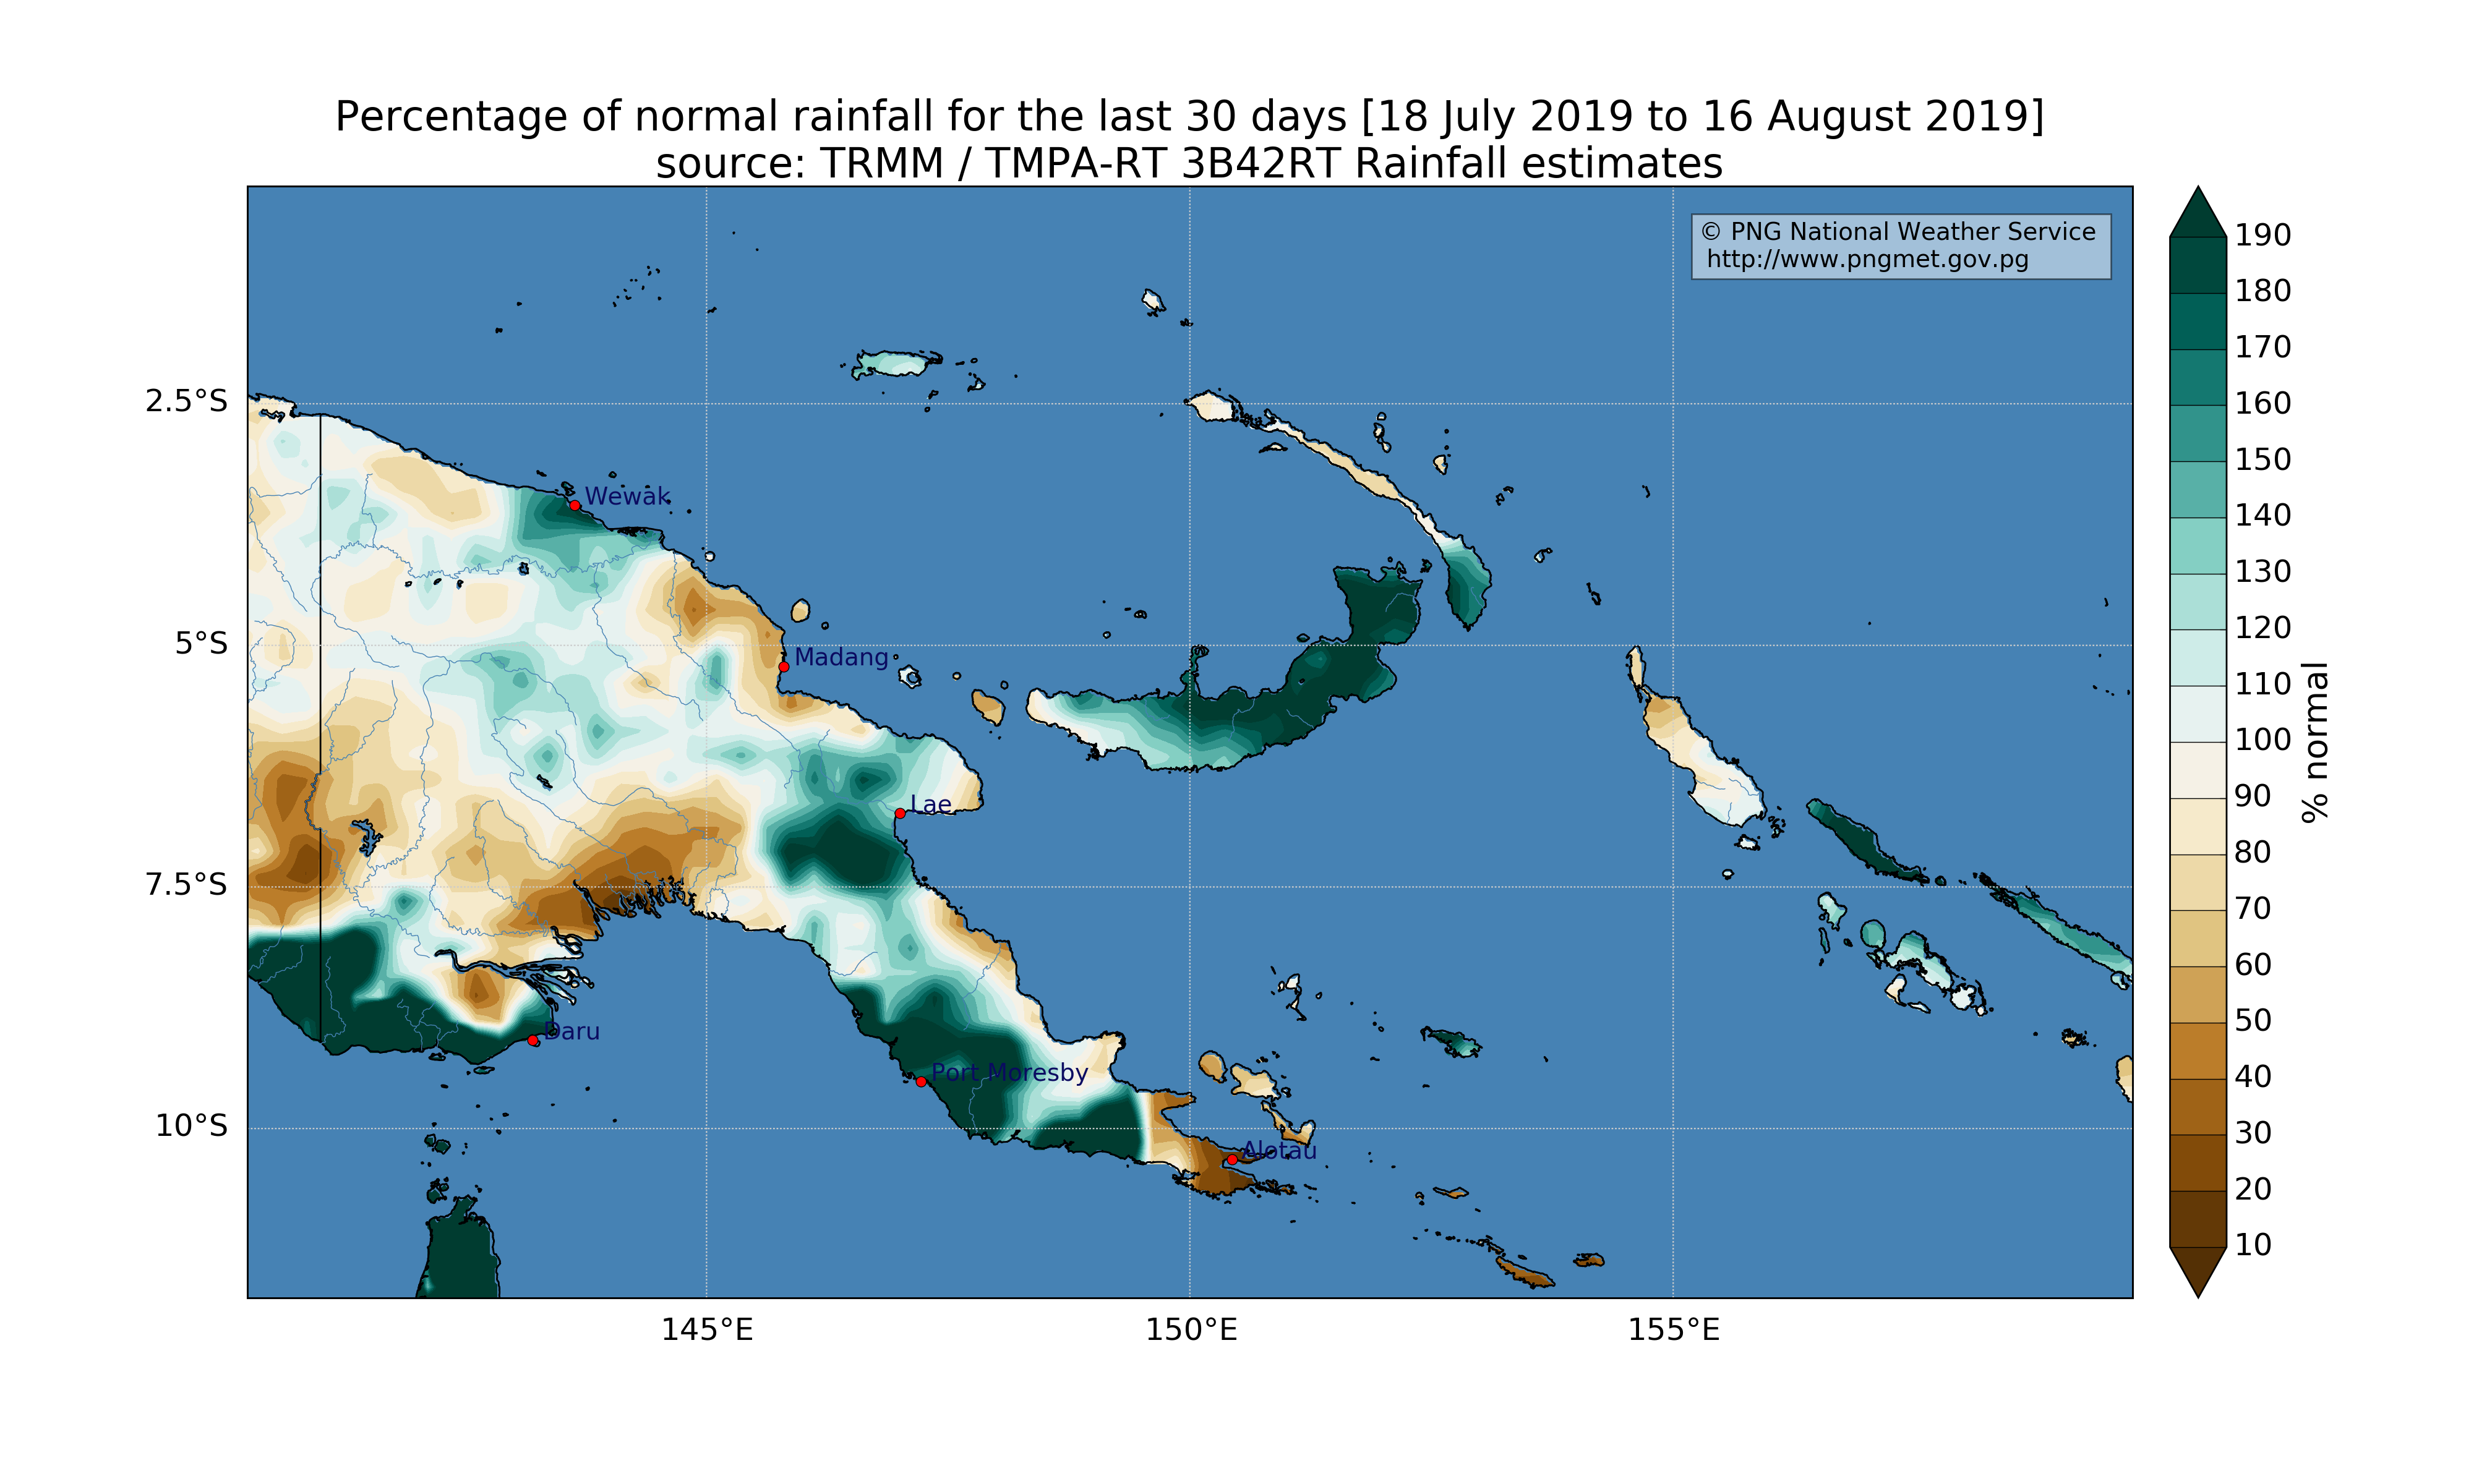 Percentage of normal rainfall for the last 30 days [18 July 2019 to 16 August 2019]
source: TRMM / TMPA-RT 3B42RT Rainfall estimates
© PNG National Weather Service
http://www.pngmet.gov.pg
2.5°S
5°S
7.5°S
10°S
Wewak
Madang
Lae
Daru
Port Moresby
Alotau
145°E
150°E
155°E
190
180
170
160
150
140
130
120
110
100
90
80
70
60
50
40
30
20
10
% normal